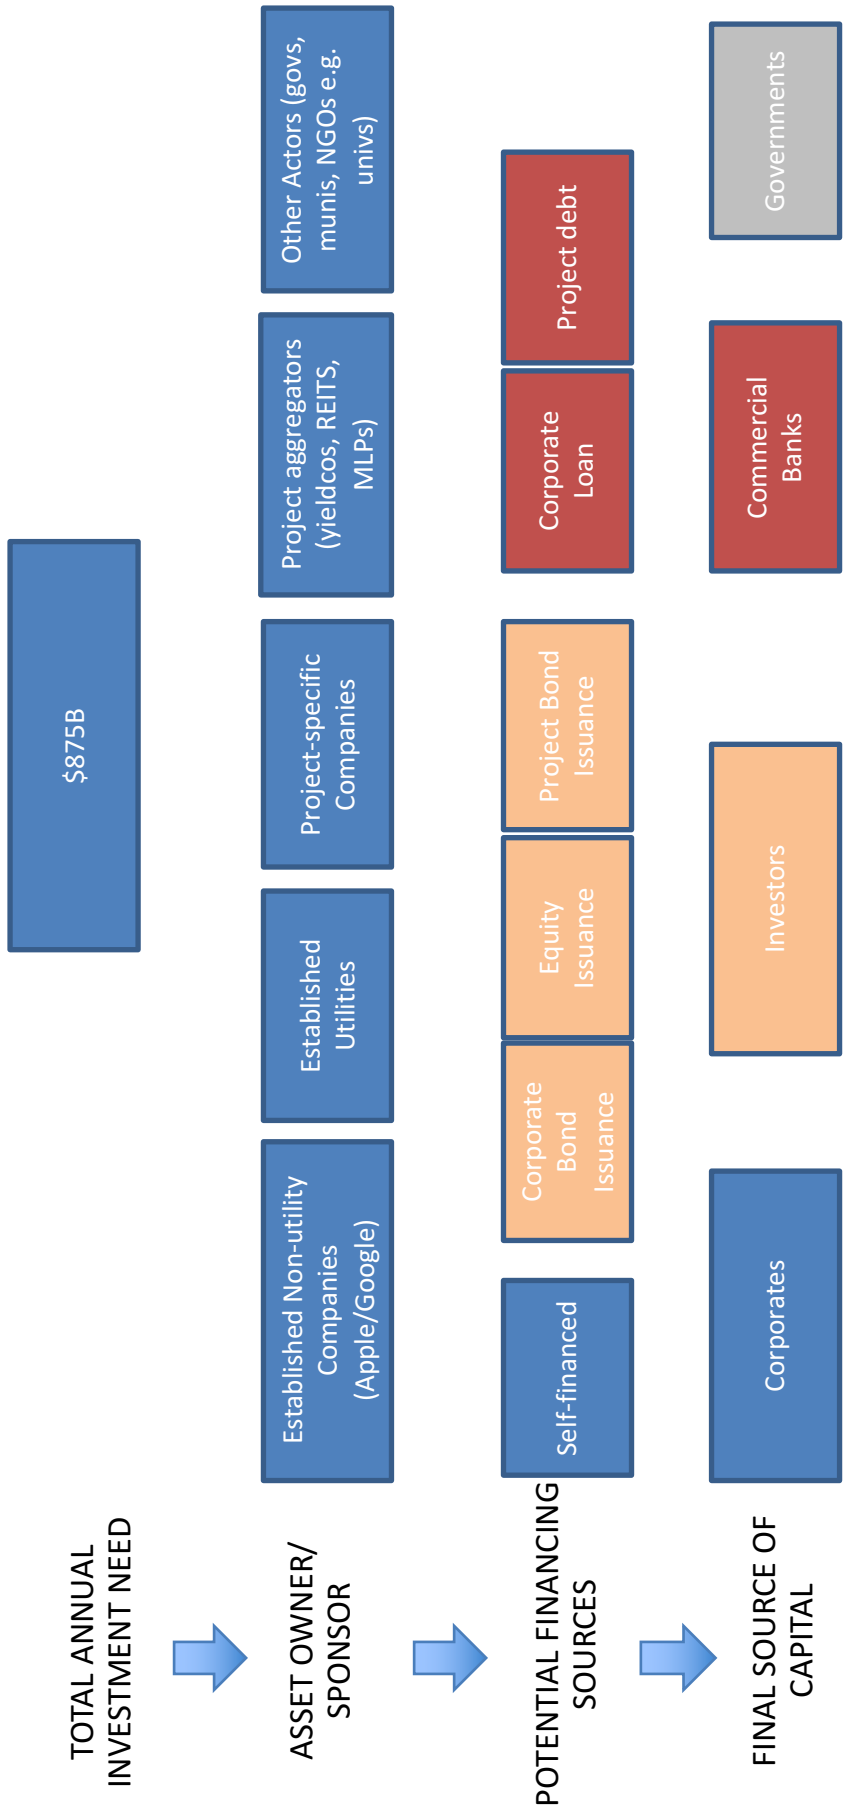 TOTAL ANNUAL
INVESTMENT NEED
$875B
ASSET OWNER/
SPONSOR
Established Non-utility
Companies
(Apple/Google)
Established
Utilities
Project-specific
Companies
Project aggregators
(yieldcos, REITS,
MLPs)
Other Actors (govs,
munis, NGOs e.g.
univs)
POTENTIAL FINANCING
SOURCES
Self-financed
Corporate
Bond
Issuance
Equity
Issuance
Project Bond
Issuance
Corporate
Loan
Project debt
FINAL SOURCE OF
CAPITAL
Corporates
Investors
Commercial
Banks
Governments